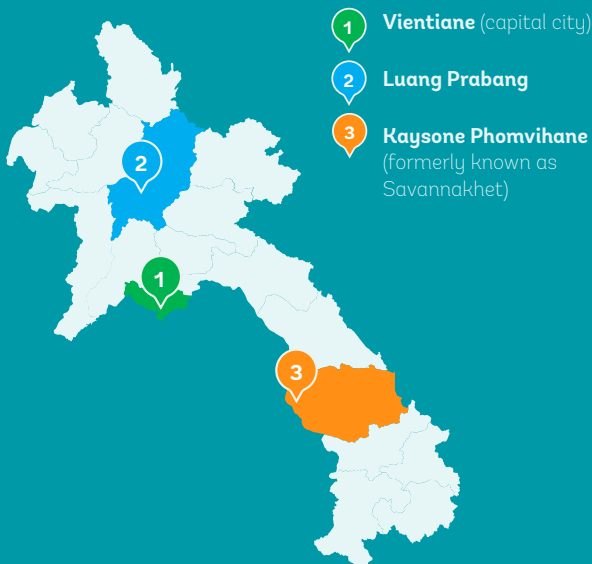 1 Vientiane (capital city)
2 Luang Prabang
3 Kaysone Phomvihane
(formerly known as
Savannakhet)
2
1
3